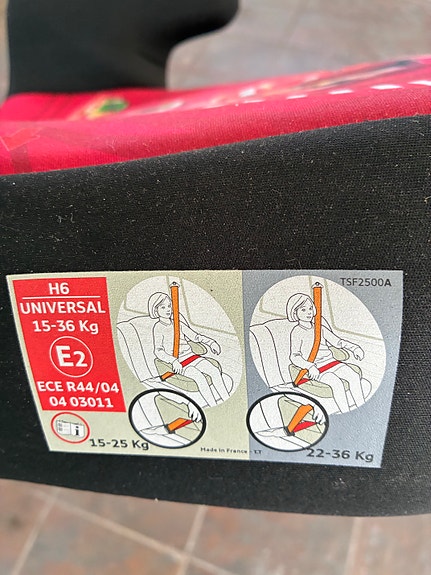 H6
UNIVERSAL
15-36 Kg
E2
ECE R44/04
04 03011
15-25 Kg
Made in France - ET
TSF2500A
22-36 Kg